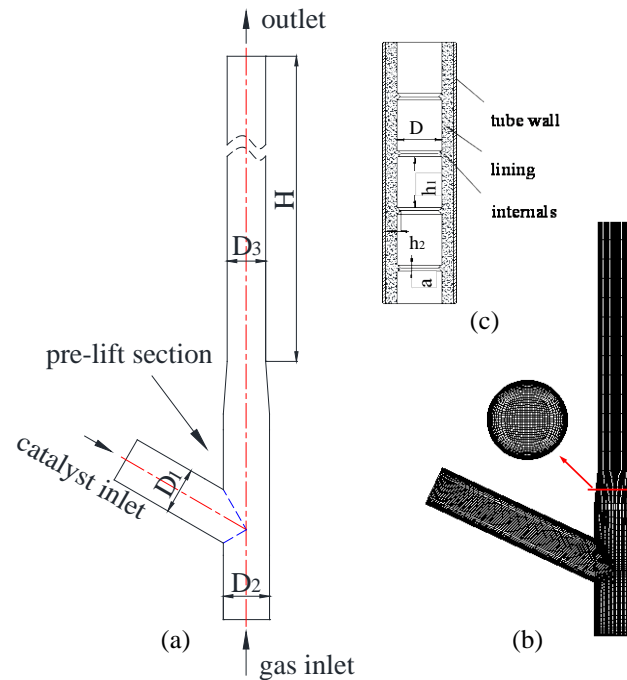 outlet
H
D3
pre-lift section
catalyst inlet
D1
D2
(a)
gas inlet
tube wall
D
lining
h1
internals
h2
a
(c)
(b)